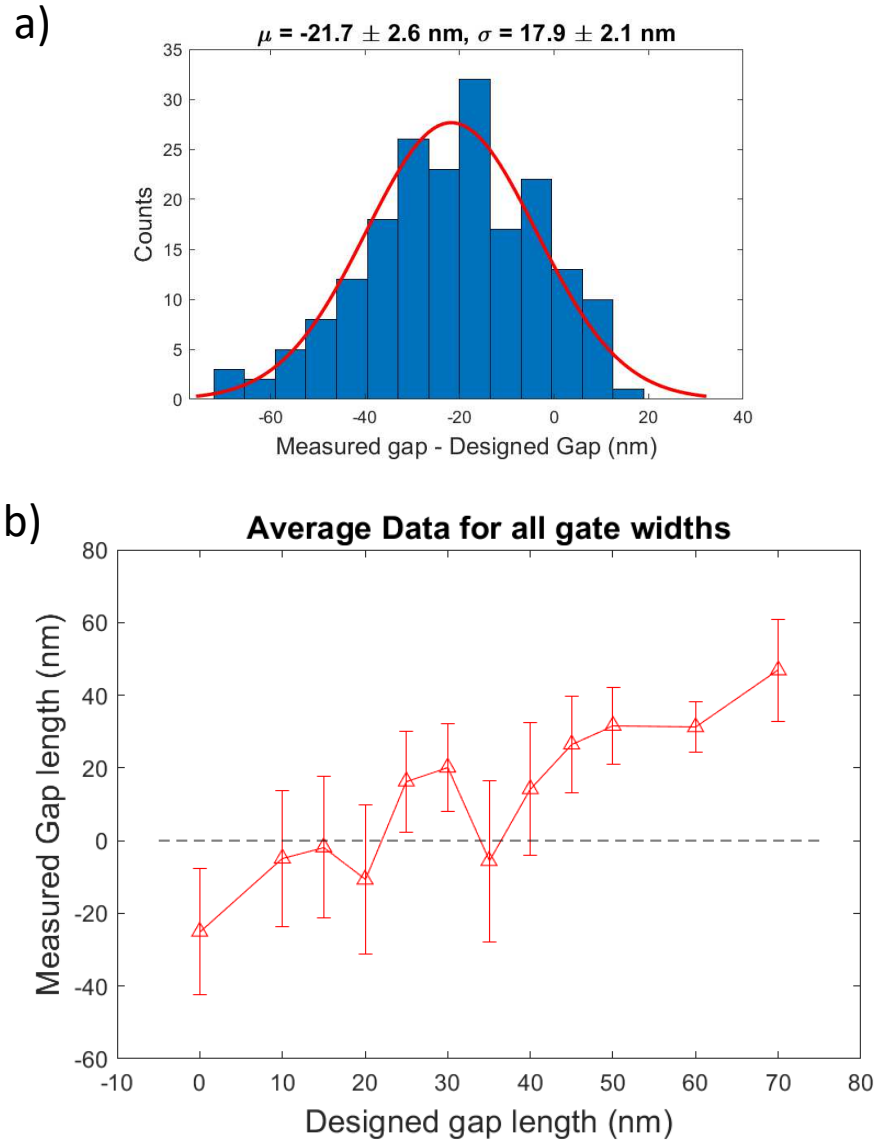 a)
μ = -21.7 ± 2.6 nm, σ = 17.9 ± 2.1 nm
35
30
25
20
15
10
5
0
Counts
-60 -40 -20 0 20 40
Measured gap - Designed Gap (nm)
b)
Average Data for all gate widths
80
60
40
20
0
-20
-40
-60
Measured Gap length (nm)
-10 0 10 20 30 40 50 60 70 80
Designed gap length (nm)